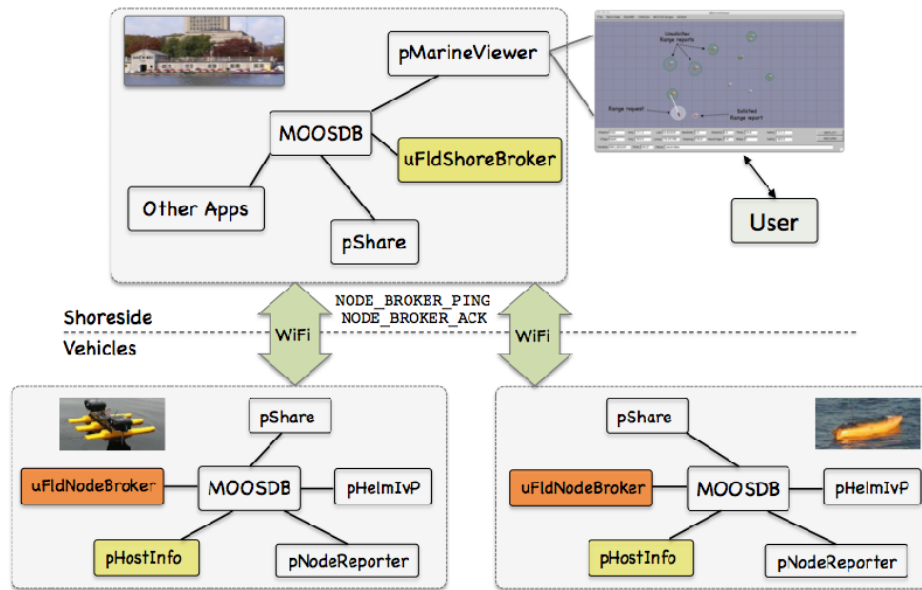 pMarineViewer
Unsolicited
Range reports
Range request
Solicited
Range report
MOOSDB
uFldShoreBroker
Other Apps
pShare
User
NODE_BROKER_PING
NODE_BROKER_ACK
Shoreside
WiFi
WiFi
Vehicles
pShare
uFldNodeBroker
MOOSDB
pHelmIvP
pHostInfo
pNodeReporter
pShare
uFldNodeBroker
MOOSDB
pHelmIvP
pHostInfo
pNodeReporter